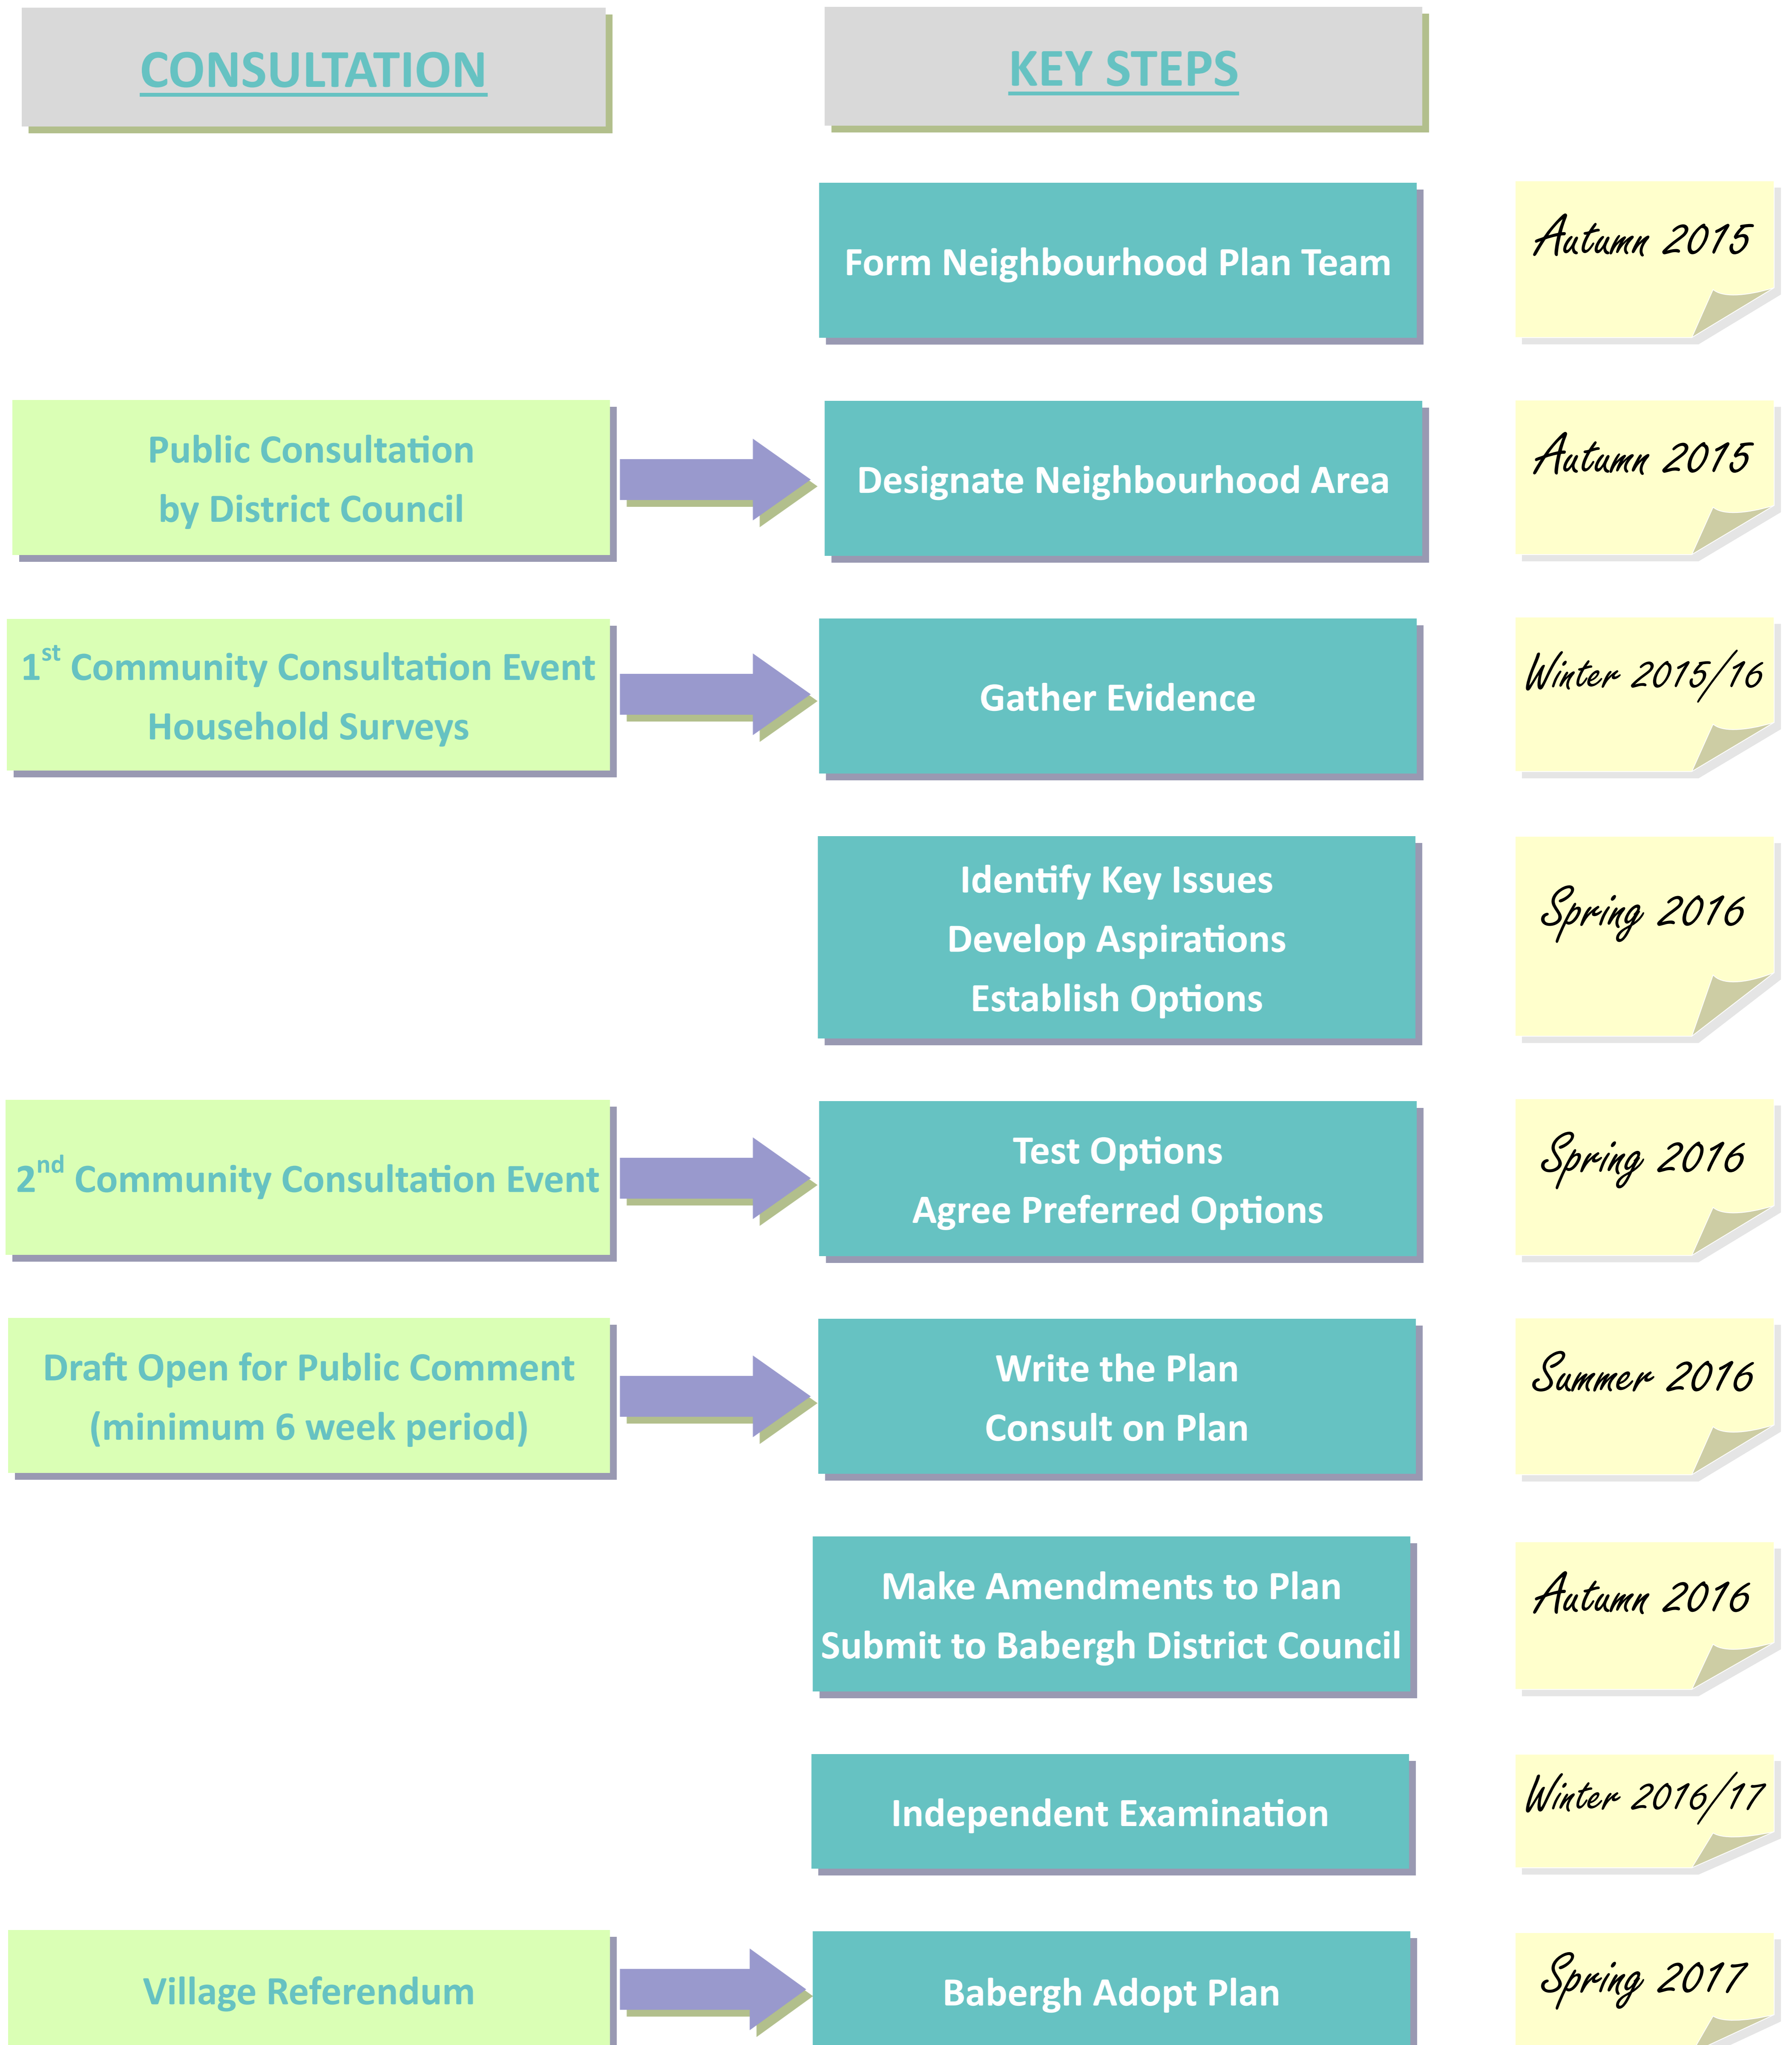 CONSULTATION
KEY STEPS
Form Neighbourhood Plan Team
Autumn 2015
Public Consultation
by District Council
Designate Neighbourhood Area
Autumn 2015
1st Community Consultation Event
Household Surveys
Gather Evidence
Winter 2015/16
Identify Key Issues
Develop Aspirations
Establish Options
Spring 2016
2nd Community Consultation Event
Test Options
Agree Preferred Options
Spring 2016
Draft Open for Public Comment
(minimum 6 week period)
Write the Plan
Consult on Plan
Summer 2016
Make Amendments to Plan
Submit to Babergh District Council
Autumn 2016
Independent Examination
Winter 2016/17
Village Referendum
Babergh Adopt Plan
Spring 2017